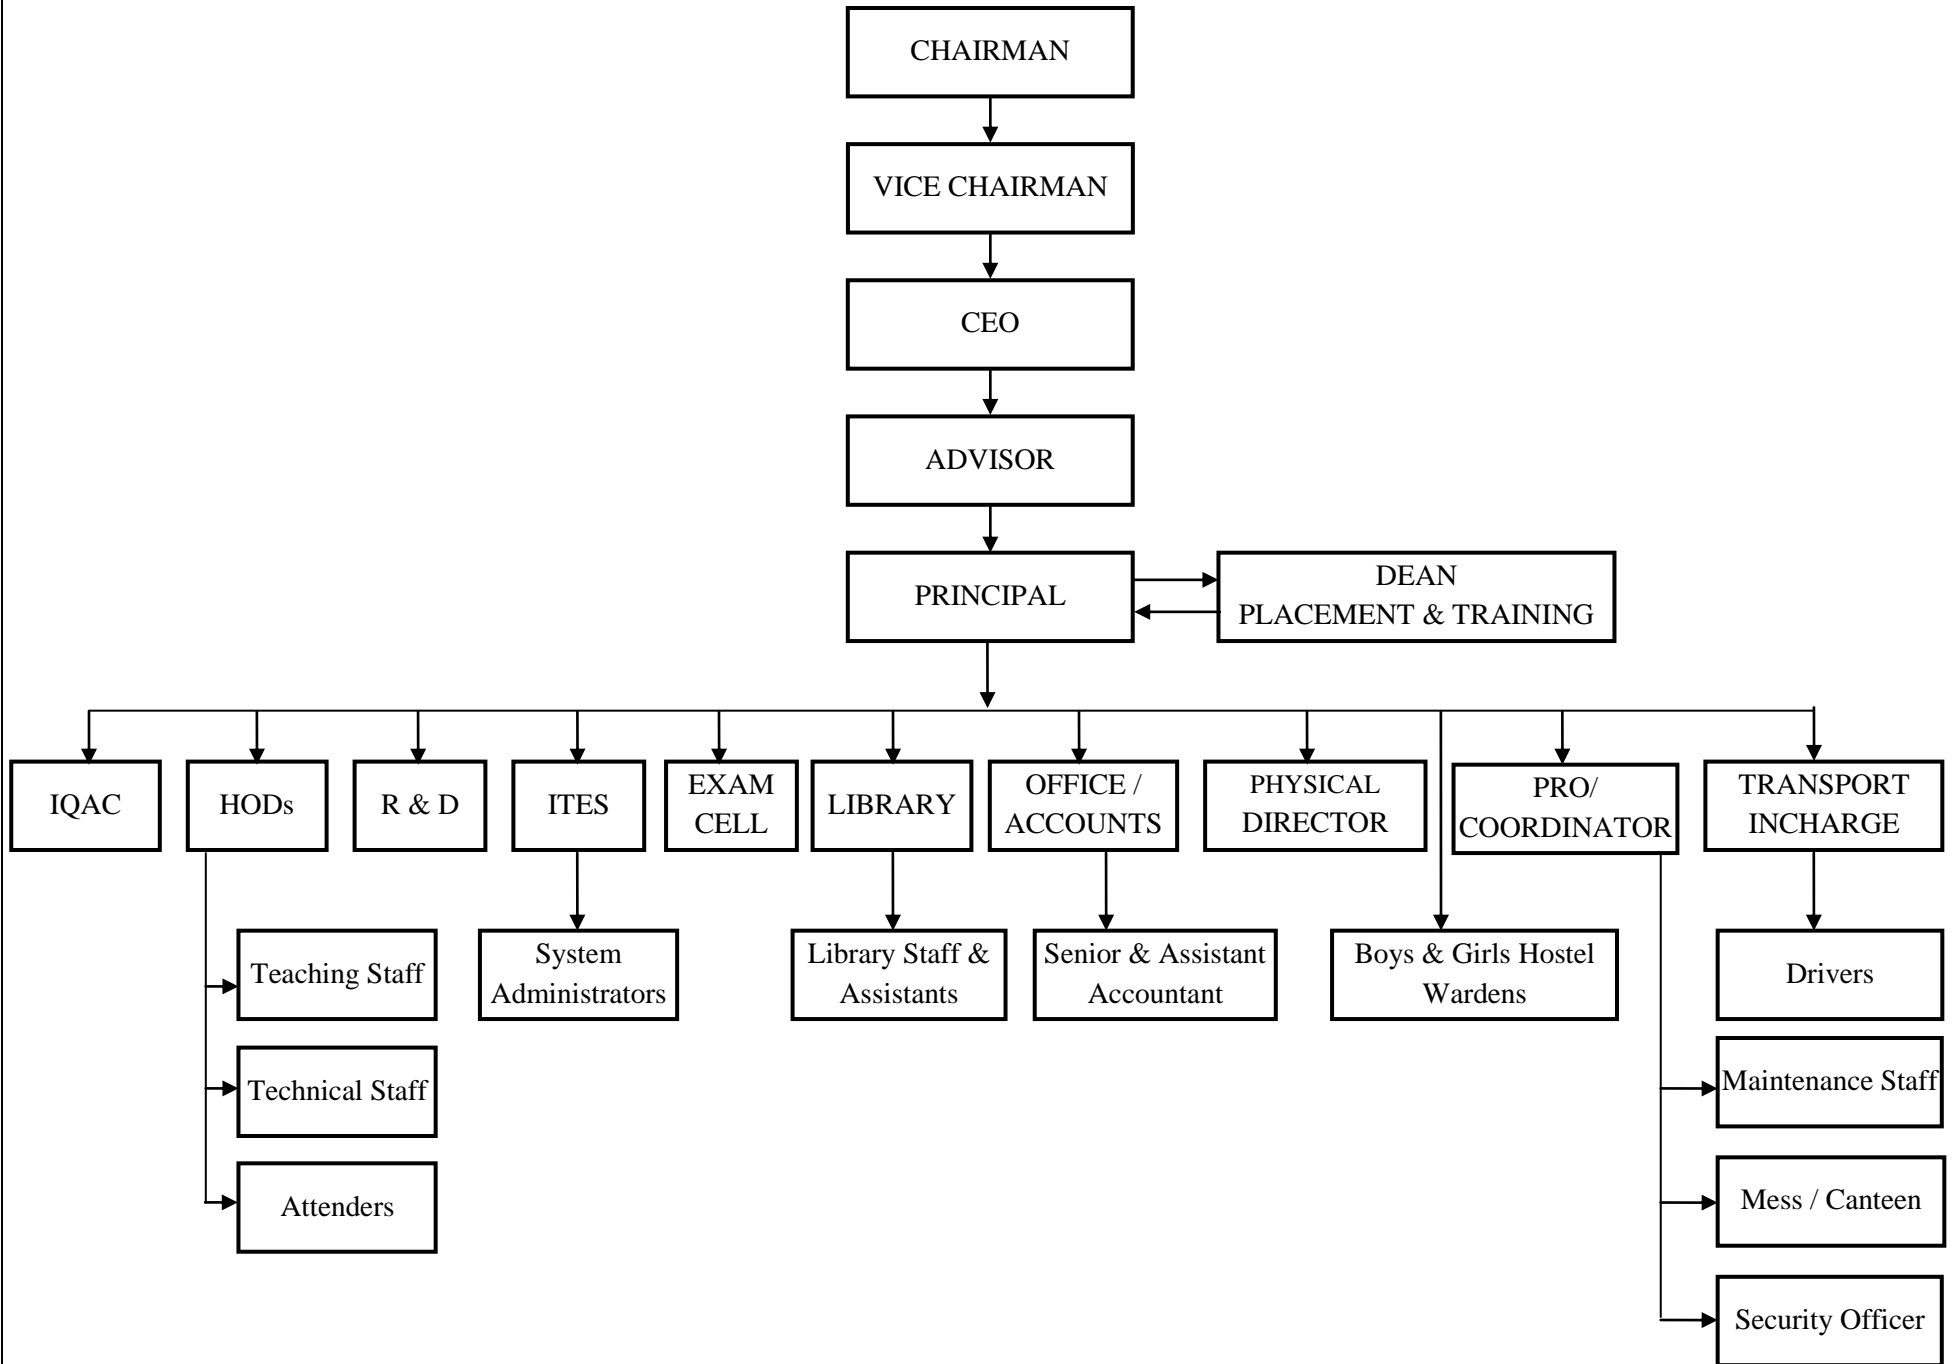 CHAIRMAN
VICE CHAIRMAN
CEO
ADVISOR
PRINCIPAL
DEAN
PLACEMENT & TRAINING
IQAC
HODs
R & D
ITES
EXAM
CELL
LIBRARY
OFFICE /
ACCOUNTS
PHYSICAL
DIRECTOR
PRO/
COORDINATOR
TRANSPORT
INCHARGE
Teaching Staff
System
Administrators
Library Staff &
Assistants
Senior & Assistant
Accountant
Boys & Girls Hostel
Wardens
Drivers
Technical Staff
Maintenance Staff
Attenders
Mess / Canteen
Security Officer